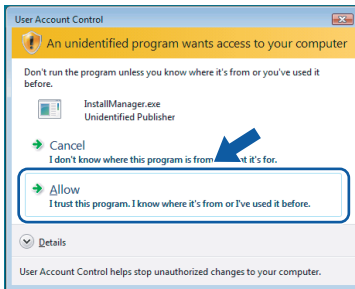 User Account Control
An unidentified program wants access to your computer
Don't run the program unless you know where it's from or you've used it
before.
InstallManager.exe
Unidentified Publisher
Cancel
I don't know where this program is from it's for.
Allow
I trust this program. I know where it's from or I've used it before.
Details
User Account Control helps stop unauthorized changes to your computer.